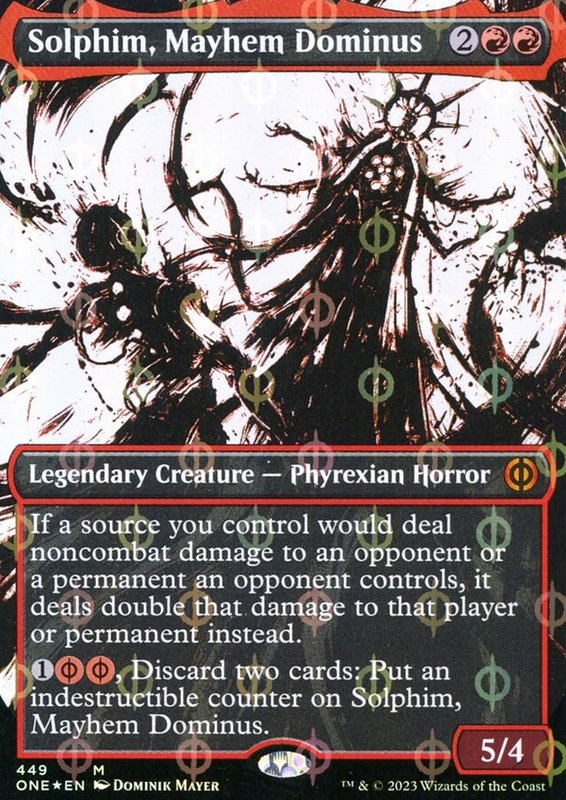 Solphim, Mayhem Dominus 2
Legendary Creature — Phyrexian Horror
If a source you control would deal
noncombat damage to an opponent or
a permanent an opponent controls, it
deals double that damage to that player
or permanent instead.
1, Discard two cards: Put an
indestructible counter on Solphim,
Mayhem Dominus.
5/4
449 M
ONE★EN DOMINIK MAYER
™ & © 2023 Wizards of the Coast